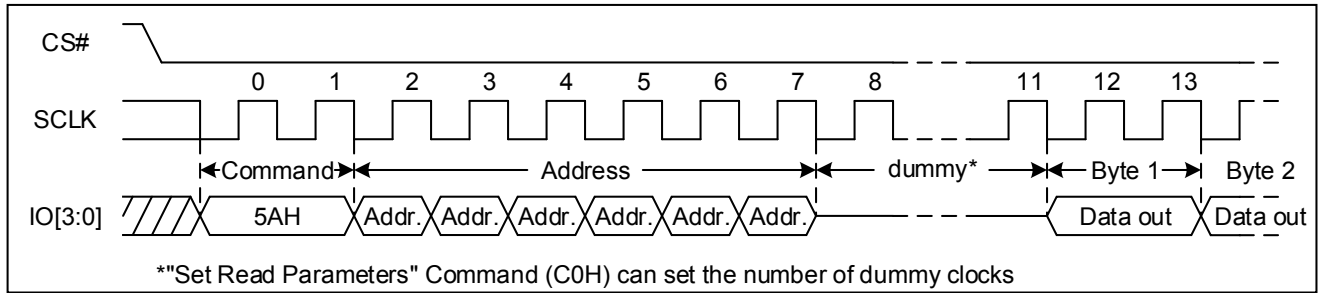 CS#
0 1 2 3 4 5 6 7 8 11 12 13
SCLK
Command Address dummy* Byte 1 Byte 2
IO[3:0] 5AH Addr. Addr. Addr. Addr. Addr. Addr. Data out Data out
*"Set Read Parameters" Command (C0H) can set the number of dummy clocks